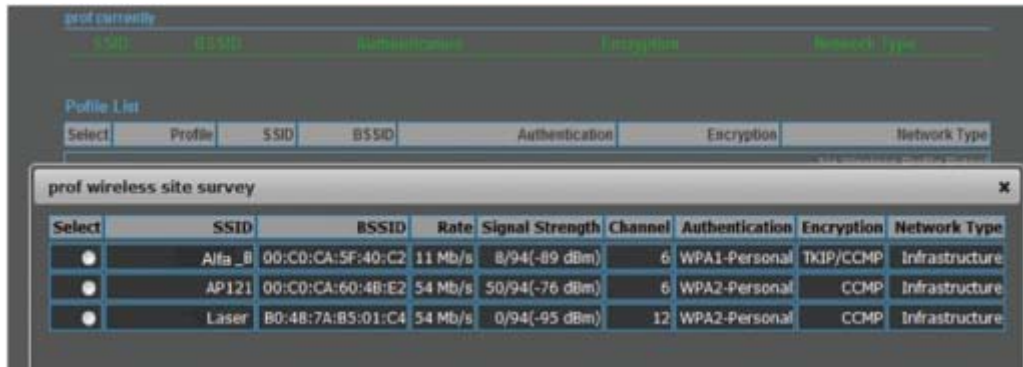 prof currently
SSID BSSID Authentication Encryption Network Type
Pofile List
Select Profile SSID BSSID Authentication Encryption Network Type
prof wireless site survey x
Select SSID BSSID Rate Signal Strength Channel Authentication Encryption Network Type
Alfa_B 00:C0:CA:5F:40:C2 11 Mb/s 8/94(-89 dBm) 6 WPA1-Personal TKIP/CCMP Infrastructure
AP121 00:C0:CA:60:4B:E2 54 Mb/s 50/94(-76 dBm) 6 WPA2-Personal CCMP Infrastructure
Laser B0:48:7A:B5:01:C4 54 Mb/s 0/94(-95 dBm) 12 WPA2-Personal CCMP Infrastructure